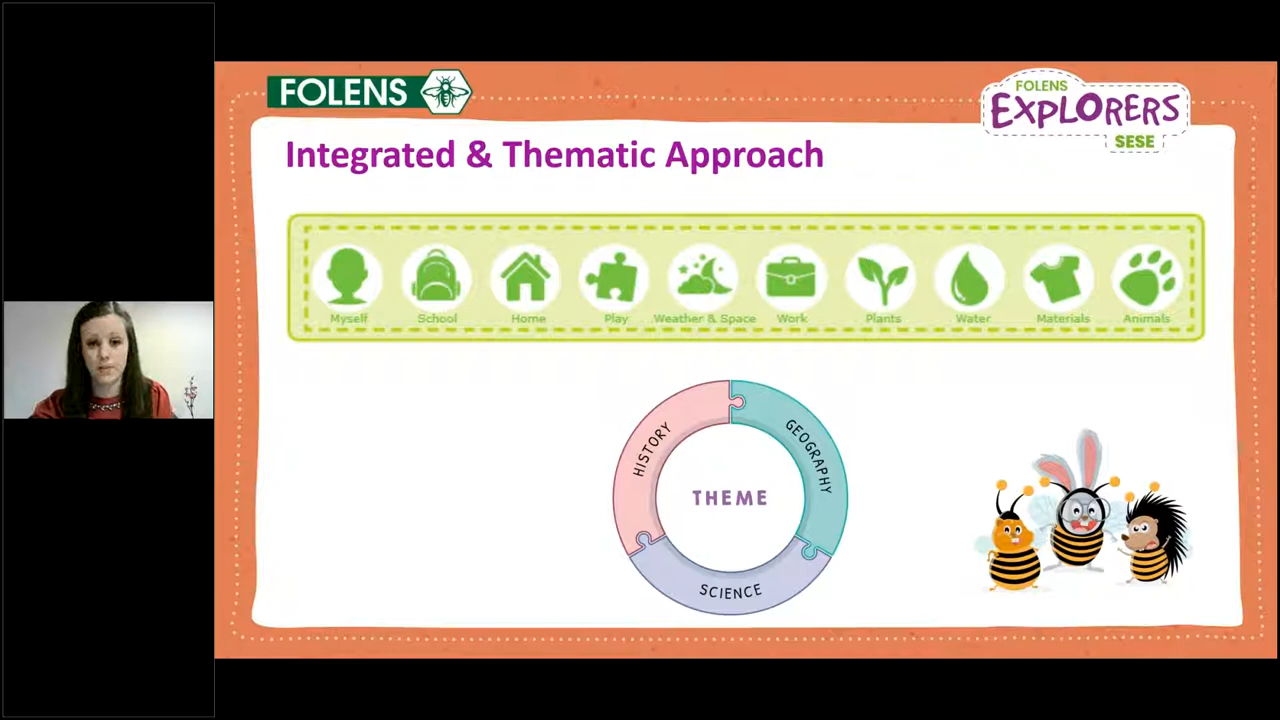 FOLENS
FOLENS
EXPLORERS
SESE
Integrated & Thematic Approach
Myself School Home Play Weather & Space Work Plants Water Materials Animals
HISTORY
GEOGRAPHY
THEME
SCIENCE